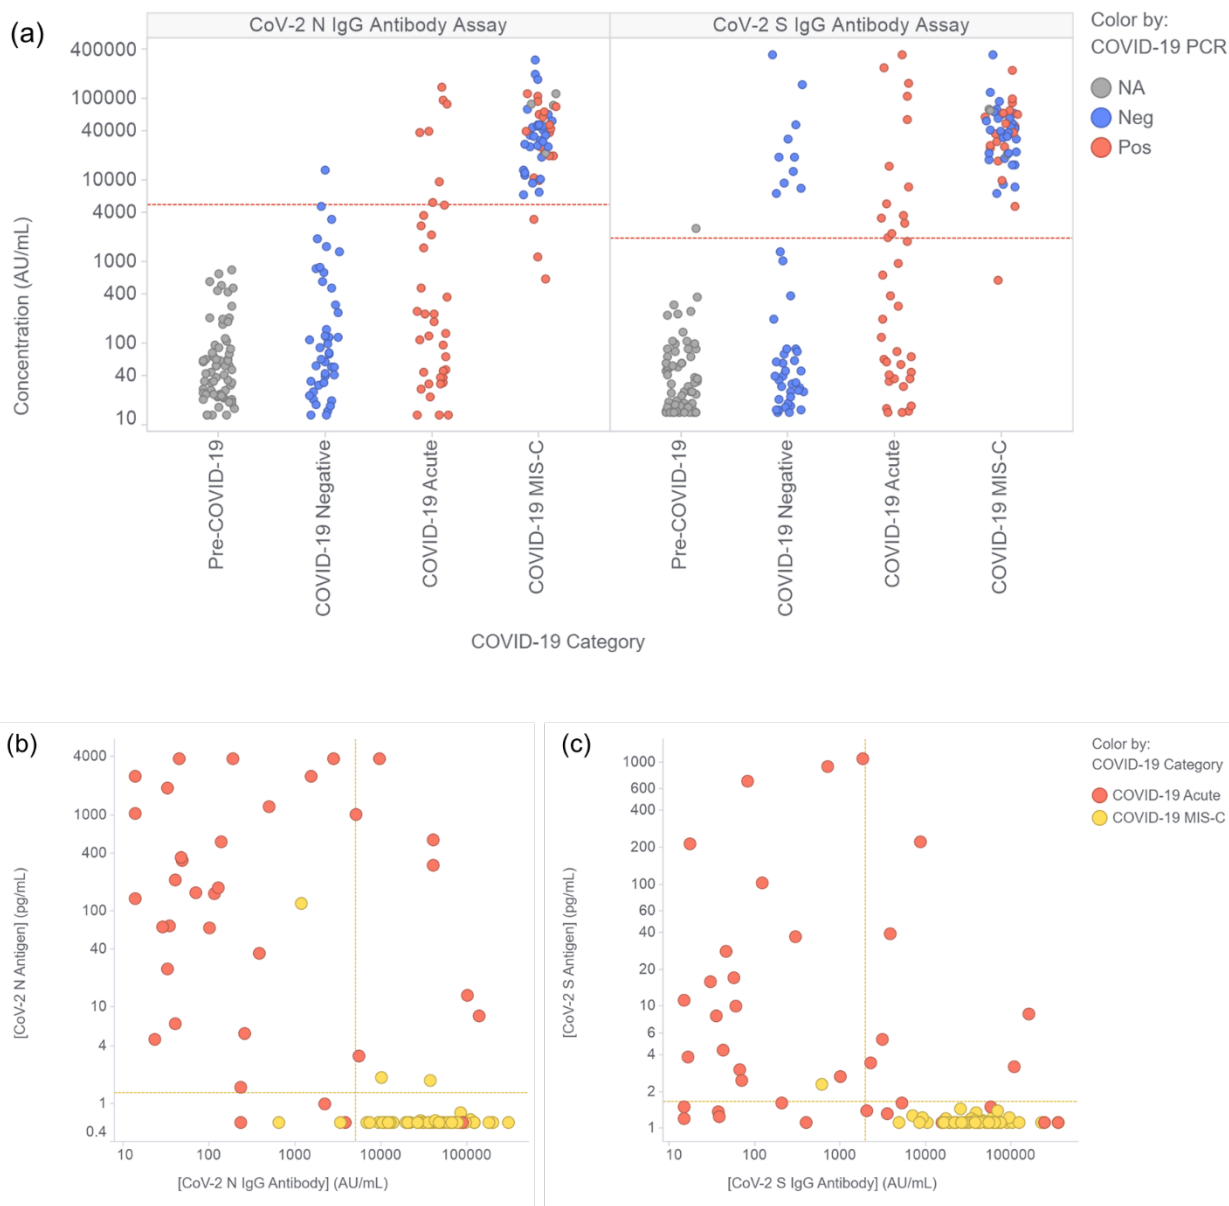 (a)
CoV-2 N IgG Antibody Assay
CoV-2 S IgG Antibody Assay
Color by:
COVID-19 PCR
NA
Neg
Pos
Concentration (AU/mL)
400000
100000
40000
10000
4000
1000
400
100
40
10
Pre-COVID-19
COVID-19 Negative
COVID-19 Acute
COVID-19 MIS-C
Pre-COVID-19
COVID-19 Negative
COVID-19 Acute
COVID-19 MIS-C
COVID-19 Category
(b)
[CoV-2 N Antigen] (pg/mL)
4000
1000
400
100
40
10
4
1
0.4
10
100
1000
10000
100000
[CoV-2 N IgG Antibody] (AU/mL)
(c)
[CoV-2 S Antigen] (pg/mL)
1000
600
400
200
100
60
40
20
10
6
4
2
1
10
100
1000
10000
100000
[CoV-2 S IgG Antibody] (AU/mL)
Color by:
COVID-19 Category
COVID-19 Acute
COVID-19 MIS-C